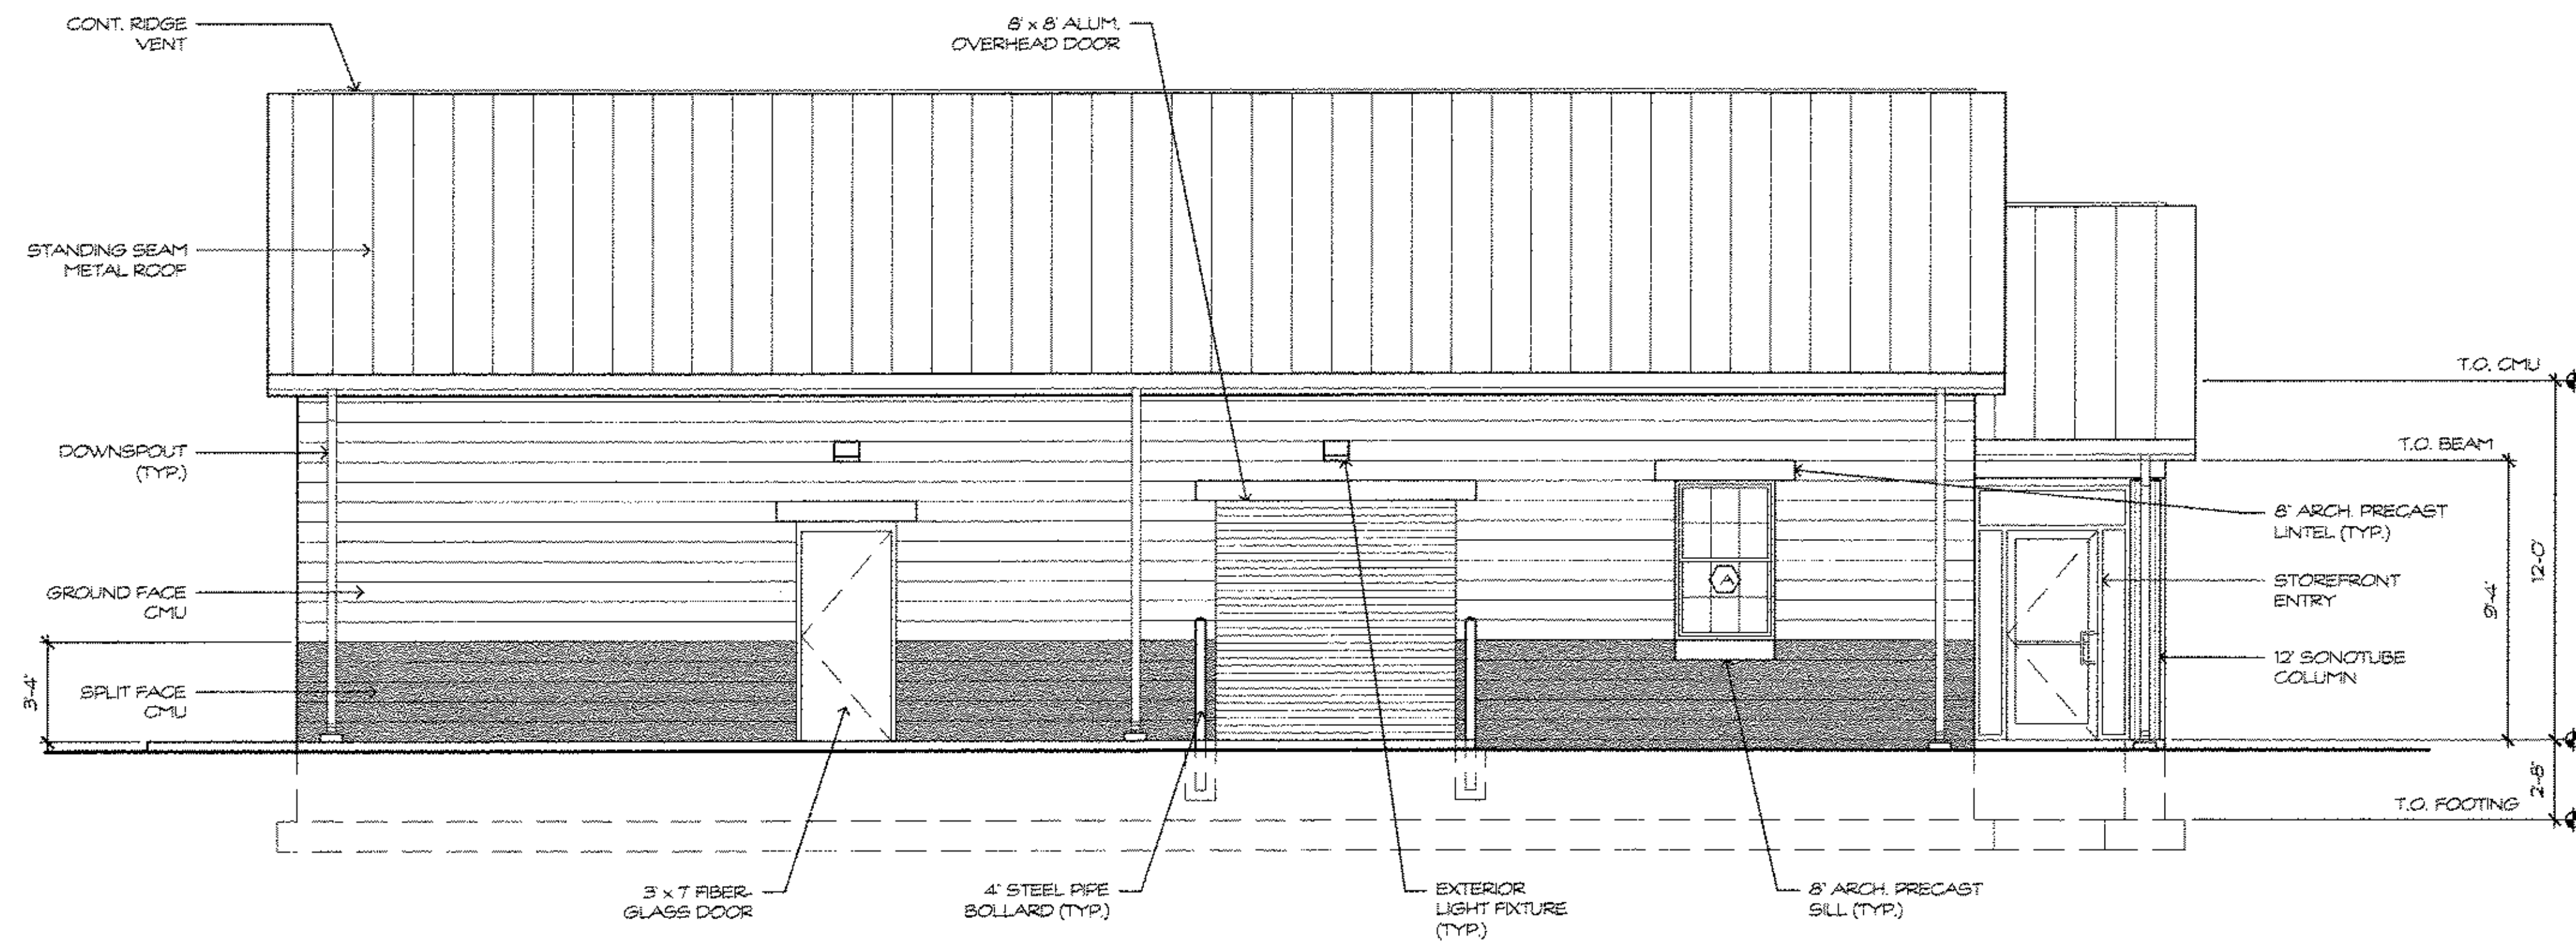 CONT. RIDGE
VENT
8' x 8' ALUM.
OVERHEAD DOOR
STANDING SEAM
METAL ROOF
T.O. CMU
DOWNSPOUT
(TYP.)
T.O. BEAM
8" ARCH. PRECAST
LINTEL (TYP.)
GROUND FACE
CMU
A
STOREFRONT
ENTRY
12'-0"
9'-4"
3'-4"
SPLIT FACE
CMU
12" SONOTUBE
COLUMN
2'-8"
T.O. FOOTING
3' x 7' FIBER-
GLASS DOOR
4" STEEL PIPE
BOLLARD (TYP.)
EXTERIOR
LIGHT FIXTURE
(TYP.)
8" ARCH. PRECAST
SILL (TYP.)